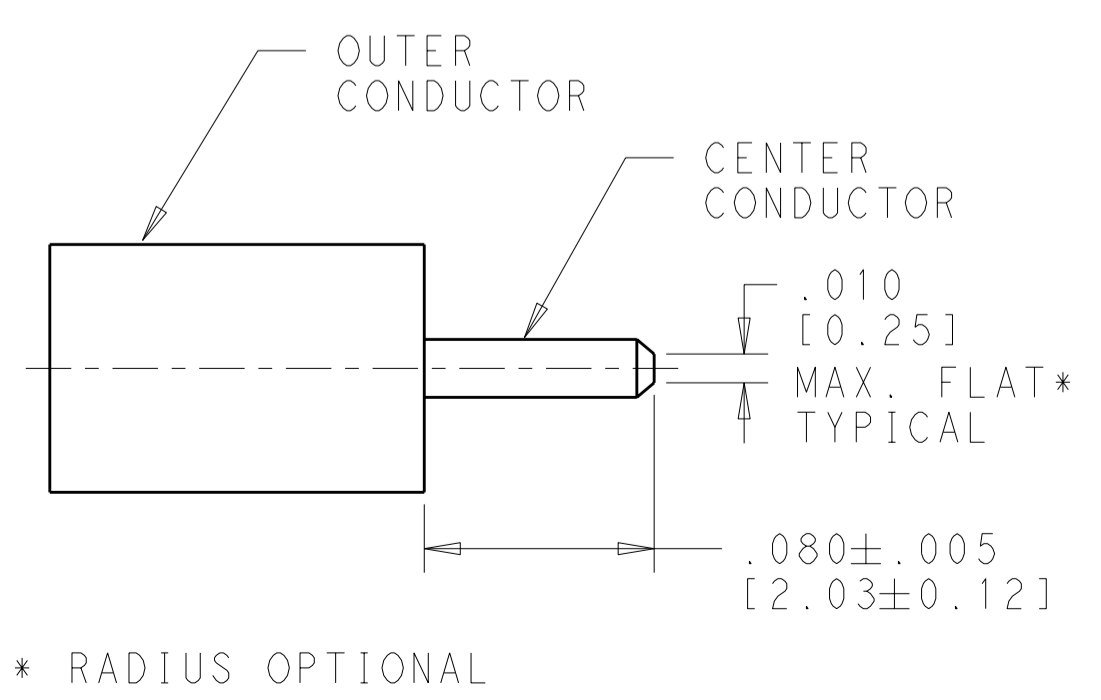 OUTER
CONDUCTOR
CENTER
CONDUCTOR
.010
[0.25]
MAX. FLAT*
TYPICAL
.080±.005
[2.03±0.12]
* RADIUS OPTIONAL